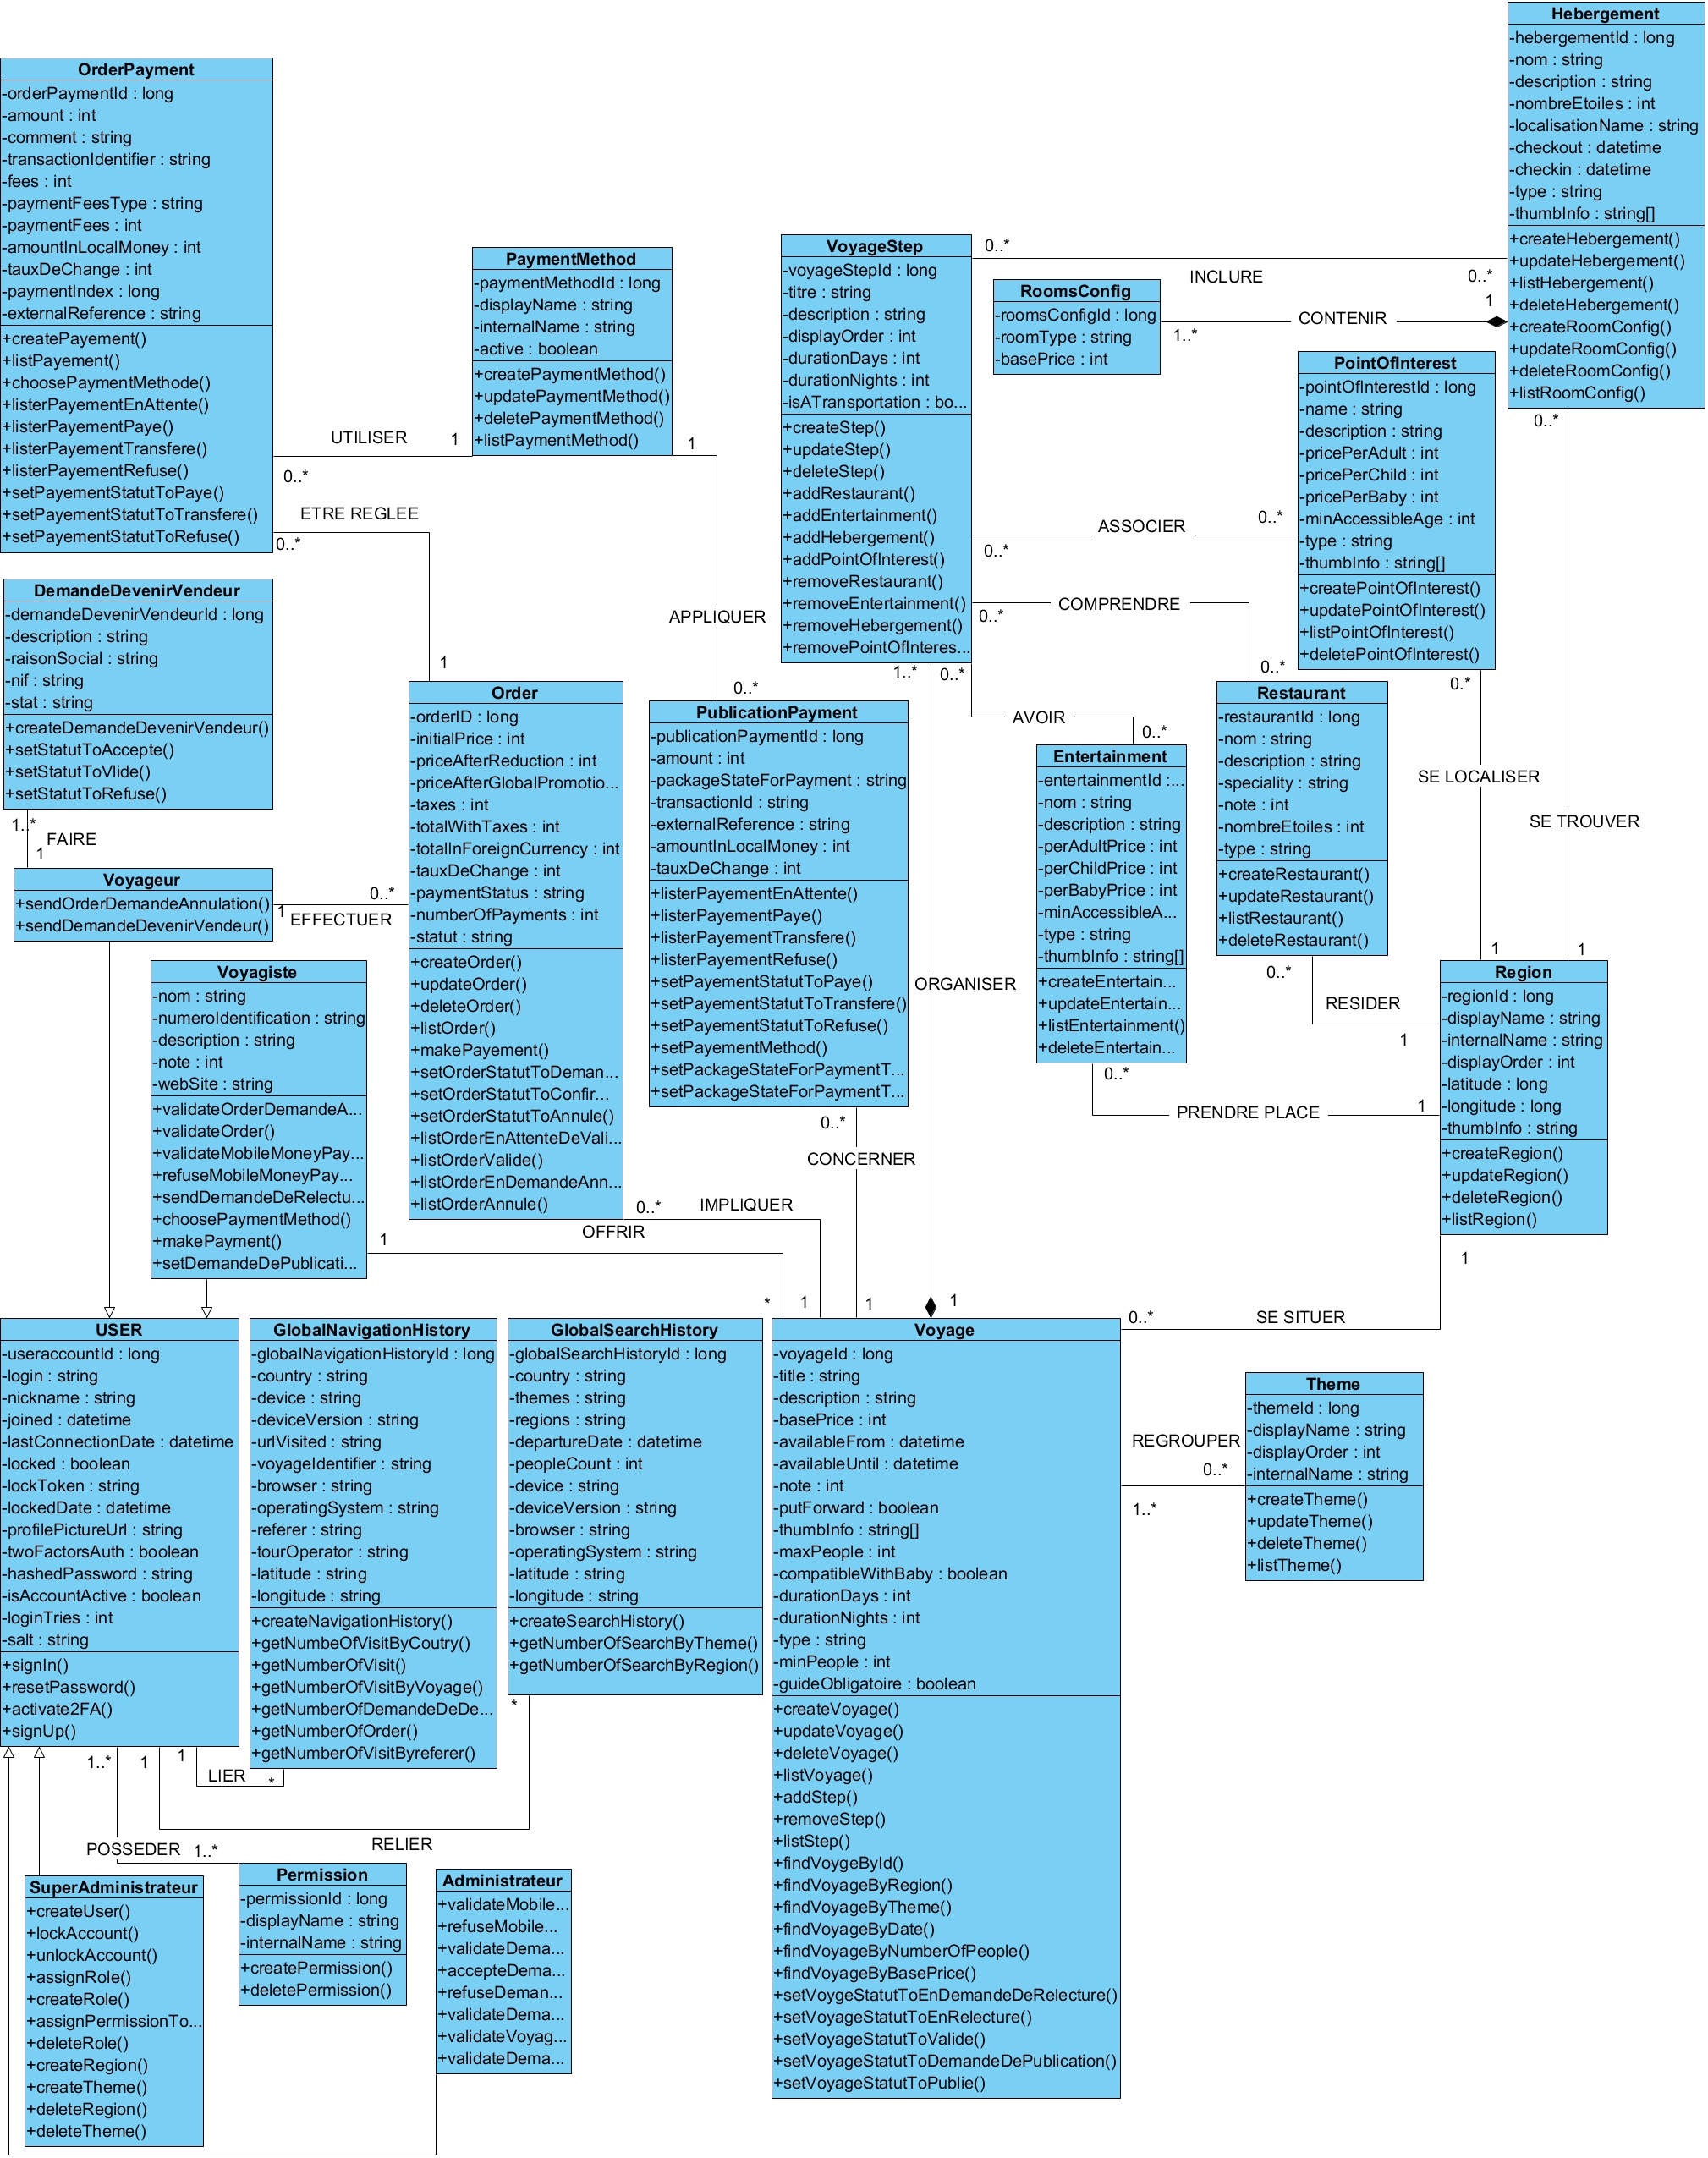 Hebergement
-hebergementId : long
-nom : string
-description : string
-nombreEtoiles : int
-localisationName : string
-checkout : datetime
-checkin : datetime
-type : string
-thumbInfo : string[]
+createHebergement()
+updateHebergement()
+listHebergement()
+deleteHebergement()
+createRoomConfig()
+updateRoomConfig()
+deleteRoomConfig()
+listRoomConfig()
0..*
OrderPayment
-orderPaymentId : long
-amount : int
-comment : string
-transactionIdentifier : string
-fees : int
-paymentFeesType : string
-paymentFees : int
-amountInLocalMoney : int
-tauxDeChange : int
-paymentIndex : long
-externalReference : string
+createPayement()
+listPayement()
+choosePaymentMethode()
+listerPayementEnAttente()
+listerPayementPaye()
+listerPayementTransfere()
+listerPayementRefuse()
+setPayementStatutToPaye()
+setPayementStatutToTransfere()
+setPayementStatutToRefuse()
UTILISER
1
0..*
ETRE REGLEE
0..*
1
PaymentMethod
-paymentMethodId : long
-displayName : string
-internalName : string
-active : boolean
+createPaymentMethod()
+updatePaymentMethod()
+deletePaymentMethod()
+listPaymentMethod()
1
APPLIQUER
0..*
VoyageStep
-voyageStepId : long
-titre : string
-description : string
-displayOrder : int
-durationDays : int
-durationNights : int
-isATransportation : bo...
+createStep()
+updateStep()
+deleteStep()
+addRestaurant()
+addEntertainment()
+addHebergement()
+addPointOfInterest()
+removeRestaurant()
+removeEntertainment()
+removeHebergement()
+removePointOfInteres...
0..*
INCLURE
0..*
RoomsConfig
-roomsConfigId : long
-roomType : string
-basePrice : int
1..*
CONTENIR
1
PointOfInterest
-pointOfInterestId : long
-name : string
-description : string
-pricePerAdult : int
-pricePerChild : int
-pricePerBaby : int
-minAccessibleAge : int
-type : string
-thumbInfo : string[]
+createPointOfInterest()
+updatePointOfInterest()
+listPointOfInterest()
+deletePointOfInterest()
ASSOCIER
0..*
0..*
COMPRENDRE
0..*
0..*
1..*
0..*
AVOIR
0..*
0.*
SE LOCALISER
1
SE TROUVER
1
DemandeDevenirVendeur
-demandeDevenirVendeurId : long
-description : string
-raisonSocial : string
-nif : string
-stat : string
+createDemandeDevenirVendeur()
+setStatutToAccepte()
+setStatutToVlide()
+setStatutToRefuse()
1..*
FAIRE
1
Voyageur
+sendOrderDemandeAnnulation()
+sendDemandeDevenirVendeur()
1
EFFECTUER
0..*
Order
-orderID : long
-initialPrice : int
-priceAfterReduction : int
-priceAfterGlobalPromotio...
-taxes : int
-totalWithTaxes : int
-totalInForeignCurrency : int
-tauxDeChange : int
-paymentStatus : string
-numberOfPayments : int
-statut : string
+createOrder()
+updateOrder()
+deleteOrder()
+listOrder()
+makePayement()
+setOrderStatutToDeman...
+setOrderStatutToConfir...
+setOrderStatutToAnnule()
+listOrderEnAttenteDeVali...
+listOrderValide()
+listOrderEnDemandeAnn...
+listOrderAnnule()
PublicationPayment
-publicationPaymentId : long
-amount : int
-packageStateForPayment : string
-transactionId : string
-externalReference : string
-amountInLocalMoney : int
-tauxDeChange : int
+listerPayementEnAttente()
+listerPayementPaye()
+listerPayementTransfere()
+listerPayementRefuse()
+setPayementStatutToPaye()
+setPayementStatutToTransfere()
+setPayementStatutToRefuse()
+setPayementMethod()
+setPackageStateForPaymentT...
+setPackageStateForPaymentT...
0..*
CONCERNER
1
ORGANISER
1
Entertainment
-entertainmentId :...
-nom : string
-description : string
-perAdultPrice : int
-perChildPrice : int
-perBabyPrice : int
-minAccessibleA...
-type : string
-thumbInfo : string[]
+createEntertain...
+updateEntertain...
+listEntertainment()
+deleteEntertain...
0..*
PRENDRE PLACE
1
Restaurant
-restaurantId : long
-nom : string
-description : string
-speciality : string
-note : int
-nombreEtoiles : int
-type : string
+createRestaurant()
+updateRestaurant()
+listRestaurant()
+deleteRestaurant()
0..*
RESIDER
1
Region
-regionId : long
-displayName : string
-internalName : string
-displayOrder : int
-latitude : long
-longitude : long
-thumbInfo : string
+createRegion()
+updateRegion()
+deleteRegion()
+listRegion()
1
SE SITUER
0..*
Voyagiste
-nom : string
-numeroIdentification : string
-description : string
-note : int
-webSite : string
+validateOrderDemandeA...
+validateOrder()
+validateMobileMoneyPay...
+refuseMobileMoneyPay...
+sendDemandeDeRelectu...
+choosePaymentMethod()
+makePayment()
+setDemandeDePublicati...
0..*
IMPLIQUER
1
1
OFFRIR
*
USER
-useraccountId : long
-login : string
-nickname : string
-joined : datetime
-lastConnectionDate : datetime
-locked : boolean
-lockToken : string
-lockedDate : datetime
-profilePictureUrl : string
-twoFactorsAuth : boolean
-hashedPassword : string
-isAccountActive : boolean
-loginTries : int
-salt : string
+signIn()
+resetPassword()
+activate2FA()
+signUp()
GlobalNavigationHistory
-globalNavigationHistoryId : long
-country : string
-device : string
-deviceVersion : string
-urlVisited : string
-voyageIdentifier : string
-browser : string
-operatingSystem : string
-referer : string
-tourOperator : string
-latitude : string
-longitude : string
+createNavigationHistory()
+getNumbeOfVisitByCoutry()
+getNumberOfVisit()
+getNumberOfVisitByVoyage()
+getNumberOfDemandeDeDe...
+getNumberOfOrder()
+getNumberOfVisitByreferer()
GlobalSearchHistory
-globalSearchHistoryId : long
-country : string
-themes : string
-regions : string
-departureDate : datetime
-peopleCount : int
-device : string
-deviceVersion : string
-browser : string
-operatingSystem : string
-latitude : string
-longitude : string
+createSearchHistory()
+getNumberOfSearchByTheme()
+getNumberOfSearchByRegion()
Voyage
-voyageId : long
-title : string
-description : string
-basePrice : int
-availableFrom : datetime
-availableUntil : datetime
-note : int
-putForward : boolean
-thumbInfo : string[]
-maxPeople : int
-compatibleWithBaby : boolean
-durationDays : int
-durationNights : int
-type : string
-minPeople : int
-guideObligatoire : boolean
+createVoyage()
+updateVoyage()
+deleteVoyage()
+listVoyage()
+addStep()
+removeStep()
+listStep()
+findVoygeById()
+findVoyageByRegion()
+findVoyageByTheme()
+findVoyageByDate()
+findVoyageByNumberOfPeople()
+findVoyageByBasePrice()
+setVoygeStatutToEnDemandeDeRelecture()
+setVoyageStatutToEnRelecture()
+setVoyageStatutToValide()
+setVoyageStatutToDemandeDePublication()
+setVoyageStatutToPublie()
REGROUPER
0..*
1..*
Theme
-themeId : long
-displayName : string
-displayOrder : int
-internalName : string
+createTheme()
+updateTheme()
+deleteTheme()
+listTheme()
1..*
1
1
LIER
*
*
RELIER
POSSEDER
1..*
SuperAdministrateur
+createUser()
+lockAccount()
+unlockAccount()
+assignRole()
+createRole()
+assignPermissionTo...
+deleteRole()
+createRegion()
+createTheme()
+deleteRegion()
+deleteTheme()
Permission
-permissionId : long
-displayName : string
-internalName : string
+createPermission()
+deletePermission()
Administrateur
+validateMobile...
+refuseMobile...
+validateDema...
+accepteDema...
+refuseDeman...
+validateDema...
+validateVoyag...
+validateDema...